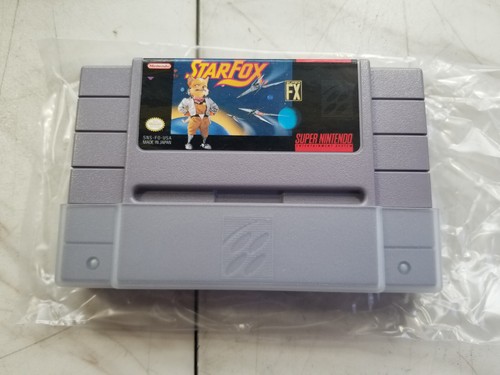 Nintendo
STARFOX
FX
SNS-FO-USA
MADE IN JAPAN
SUPER NINTENDO